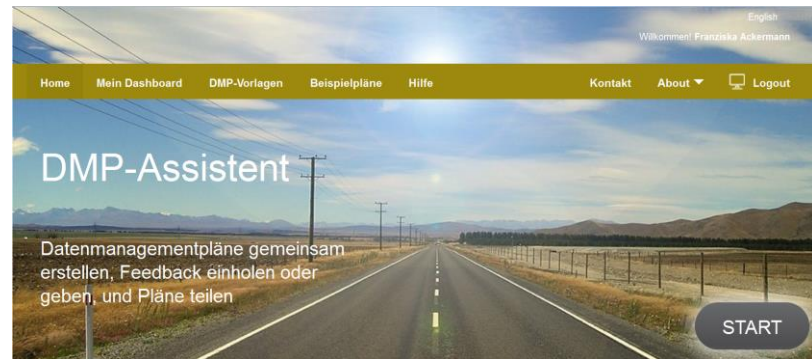 English
Willkommen! Franziska Ackermann
Home Mein Dashboard DMP-Vorlagen Beispielpläne Hilfe Kontakt About Logout
DMP-Assistent
Datenmanagementpläne gemeinsam
erstellen, Feedback einholen oder
geben, und Pläne teilen
START